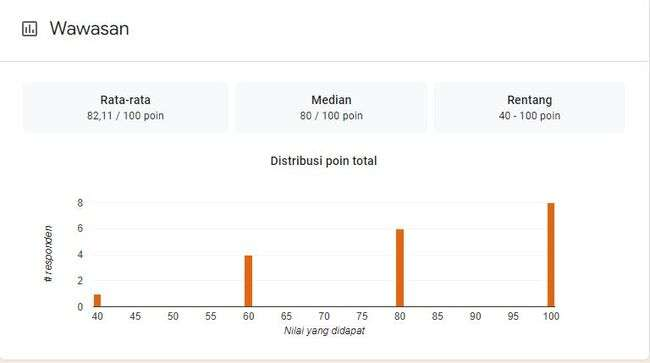 Wawasan
Rata-rata
82,11 / 100 poin
Median
80 / 100 poin
Rentang
40 - 100 poin
Distribusi poin total
# responden
8
6
4
2
0
40 45 50 55 60 65 70 75 80 85 90 95 100
Nilai yang didapat